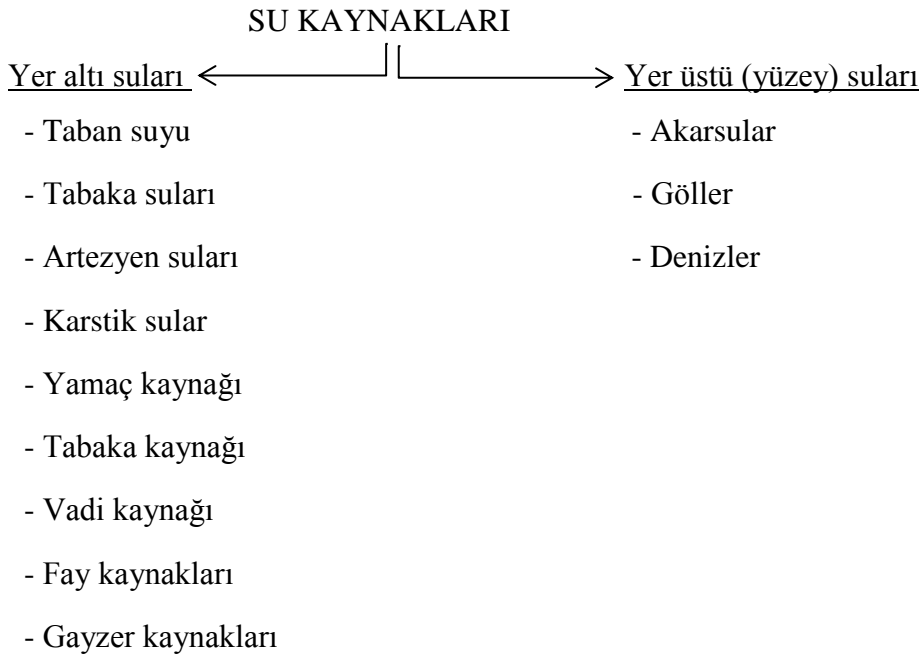 SU KAYNAKLARI
Yer altı suları
- Taban suyu
- Tabaka suları
- Artezyen suları
- Karstik sular
- Yamaç kaynağı
- Tabaka kaynağı
- Vadi kaynağı
- Fay kaynakları
- Gayzer kaynakları
Yer üstü (yüzey) suları
- Akarsular
- Göller
- Denizler